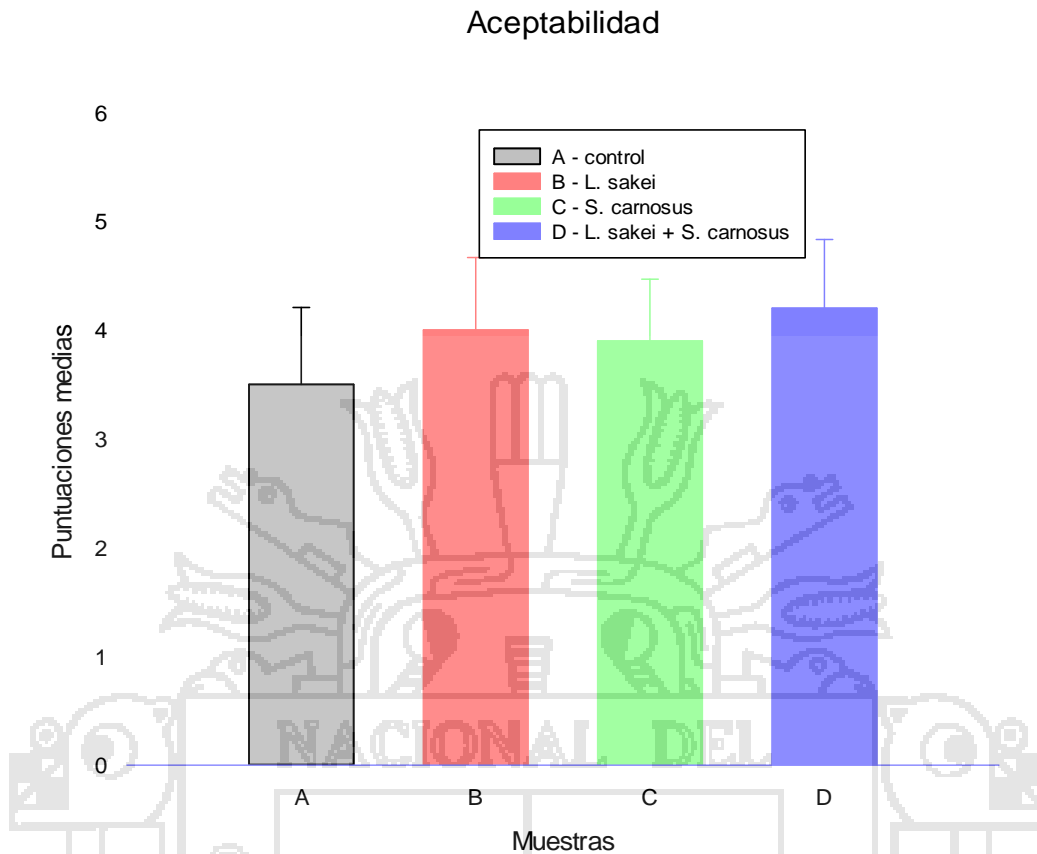 Aceptabilidad
6
A - control
B - L. sakei
C - S. carnosus
D - L. sakei + S. carnosus
5
4
3
2
1
0
Puntuaciones medias
NACIONAL DEL
A B C D
Muestras